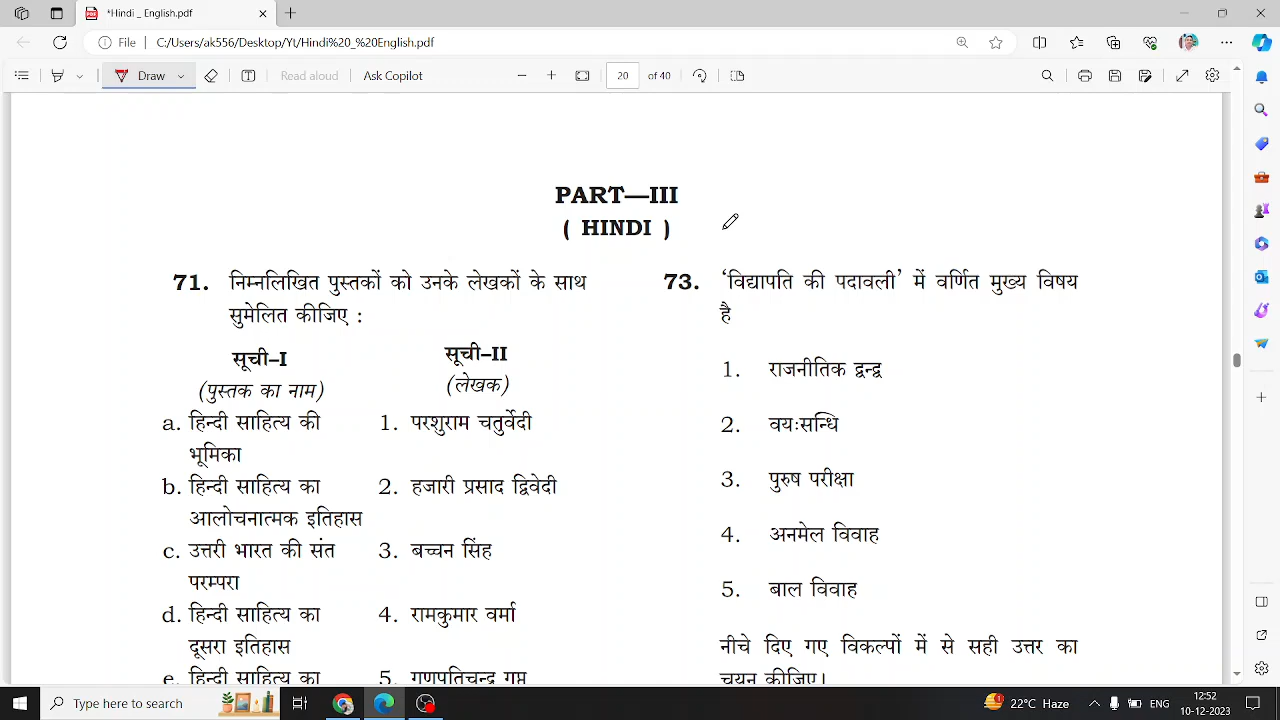 *Hindi _ English.pdf
File
C:/Users/ak556/Desktop/Yt/Hindi%20_%20English.pdf
Draw
Read aloud
Ask Copilot
20
of 40
PART—III
( HINDI )
71. निम्नलिखित पुस्तकों को उनके लेखकों के साथ
सुमेलित कीजिए :
सूची–I
सूची–II
(पुस्तक का नाम)
(लेखक)
a. हिन्दी साहित्य की
भूमिका
1. परशुराम चतुर्वेदी
b. हिन्दी साहित्य का
आलोचनात्मक इतिहास
2. हजारी प्रसाद द्विवेदी
c. उत्तरी भारत की संत
परम्परा
3. बच्चन सिंह
d. हिन्दी साहित्य का
दूसरा इतिहास
4. रामकुमार वर्मा
e. हिन्दी साहित्य का
5. गणपतिचन्द्र गुप्त
73. ‘विद्यापति की पदावली’ में वर्णित मुख्य विषय
है
1. राजनीतिक द्वन्द्व
2. वयःसन्धि
3. पुरुष परीक्षा
4. अनमेल विवाह
5. बाल विवाह
नीचे दिए गए विकल्पों में से सही उत्तर का
चयन कीजिए।
Type here to search
22°C Haze
ENG
12:52
10-12-2023